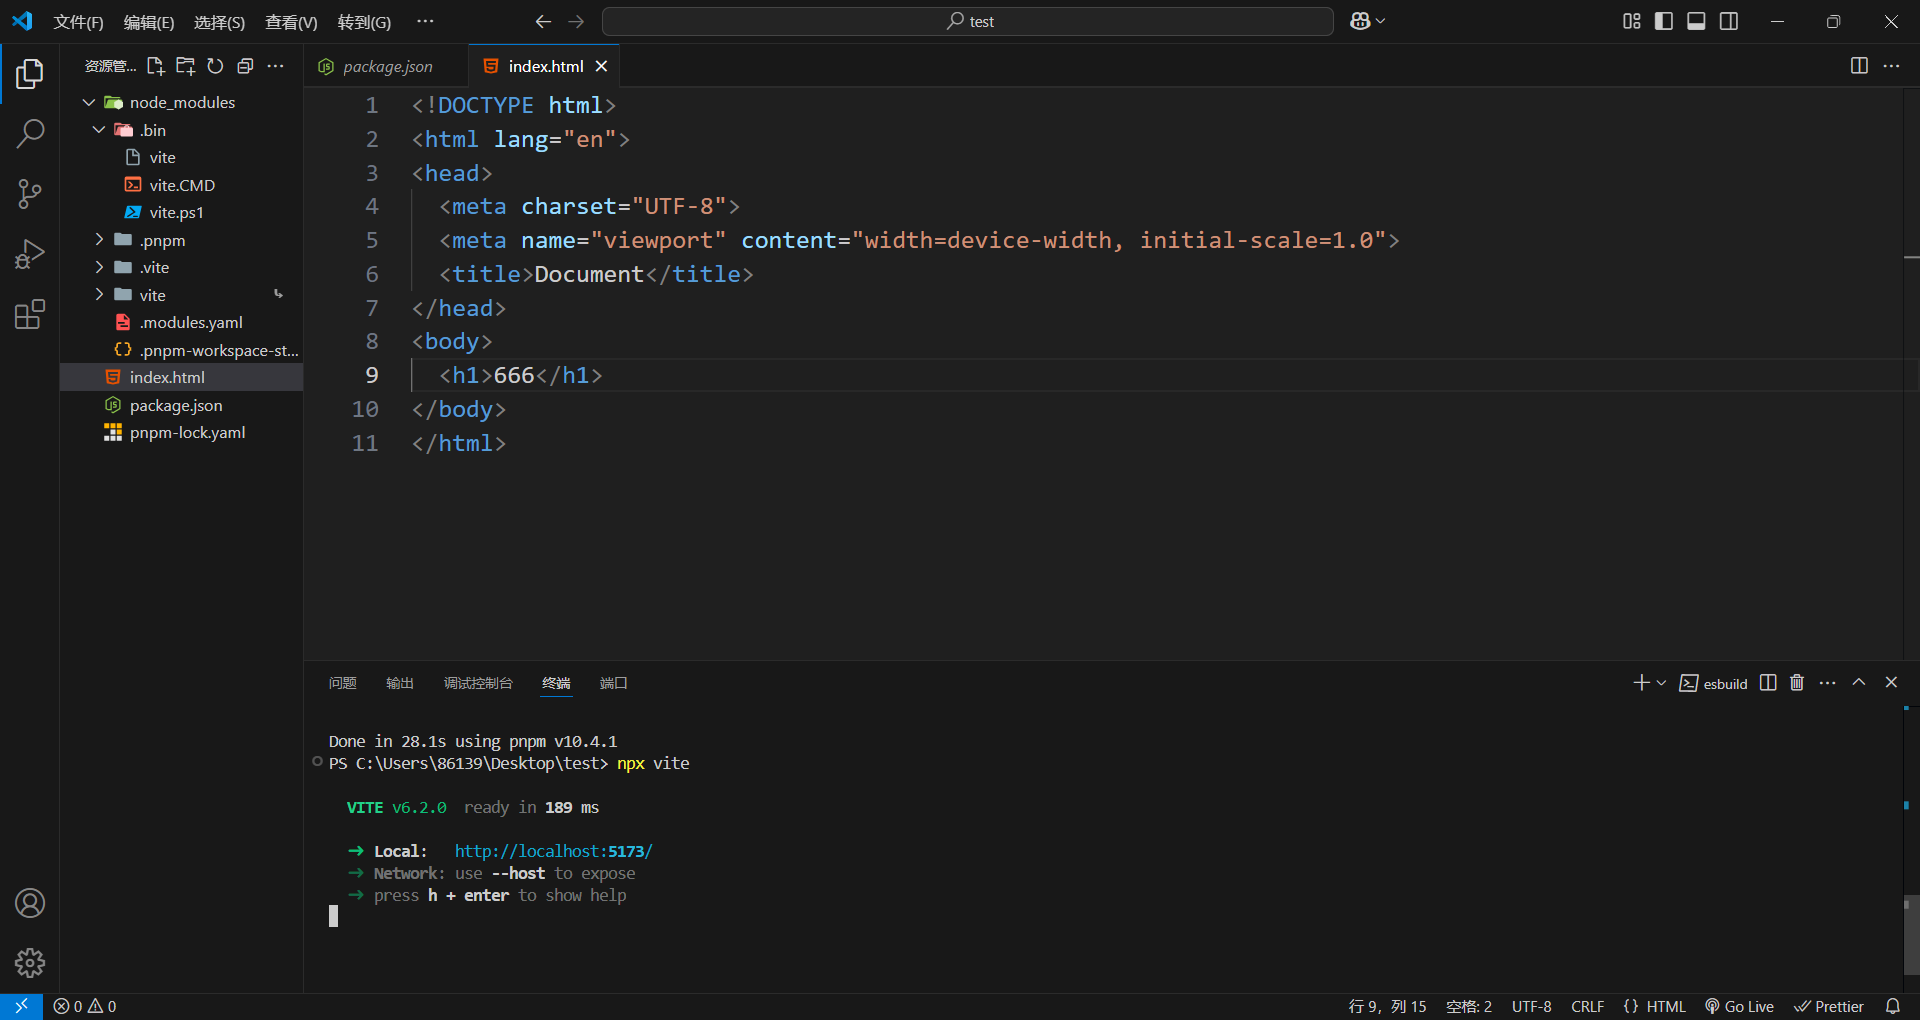 文件(F) 编辑(E) 选择(S) 查看(V) 转到(G) ··· test
资源管... ···
package.json index.html
node_modules
.bin
vite
vite.CMD
vite.ps1
.pnpm
.vite
vite
.modules.yaml
.pnpm-workspace-st...
index.html
package.json
pnpm-lock.yaml
1 <!DOCTYPE html>
2 <html lang="en">
3 <head>
4 <meta charset="UTF-8">
5 <meta name="viewport" content="width=device-width, initial-scale=1.0">
6 <title>Document</title>
7 </head>
8 <body>
9 <h1>666</h1>
10 </body>
11 </html>
问题 输出 调试控制台 终端 端口 esbuild
Done in 28.1s using pnpm v10.4.1
PS C:\Users\86139\Desktop\test> npx vite
VITE v6.2.0 ready in 189 ms
➜ Local: http://localhost:5173/
➜ Network: use --host to expose
➜ press h + enter to show help
0 0 行 9，列 15 空格: 2 UTF-8 CRLF {} HTML Go Live Prettier